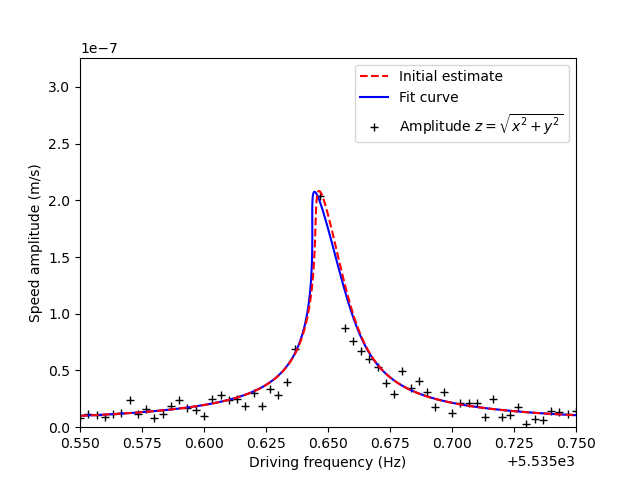 1e−7
3.0
2.5
2.0
1.5
1.0
0.5
0.0
Speed amplitude (m/s)
Initial estimate
Fit curve
Amplitude z = √x² + y²
0.550 0.575 0.600 0.625 0.650 0.675 0.700 0.725 0.750
Driving frequency (Hz)
+5.535e3